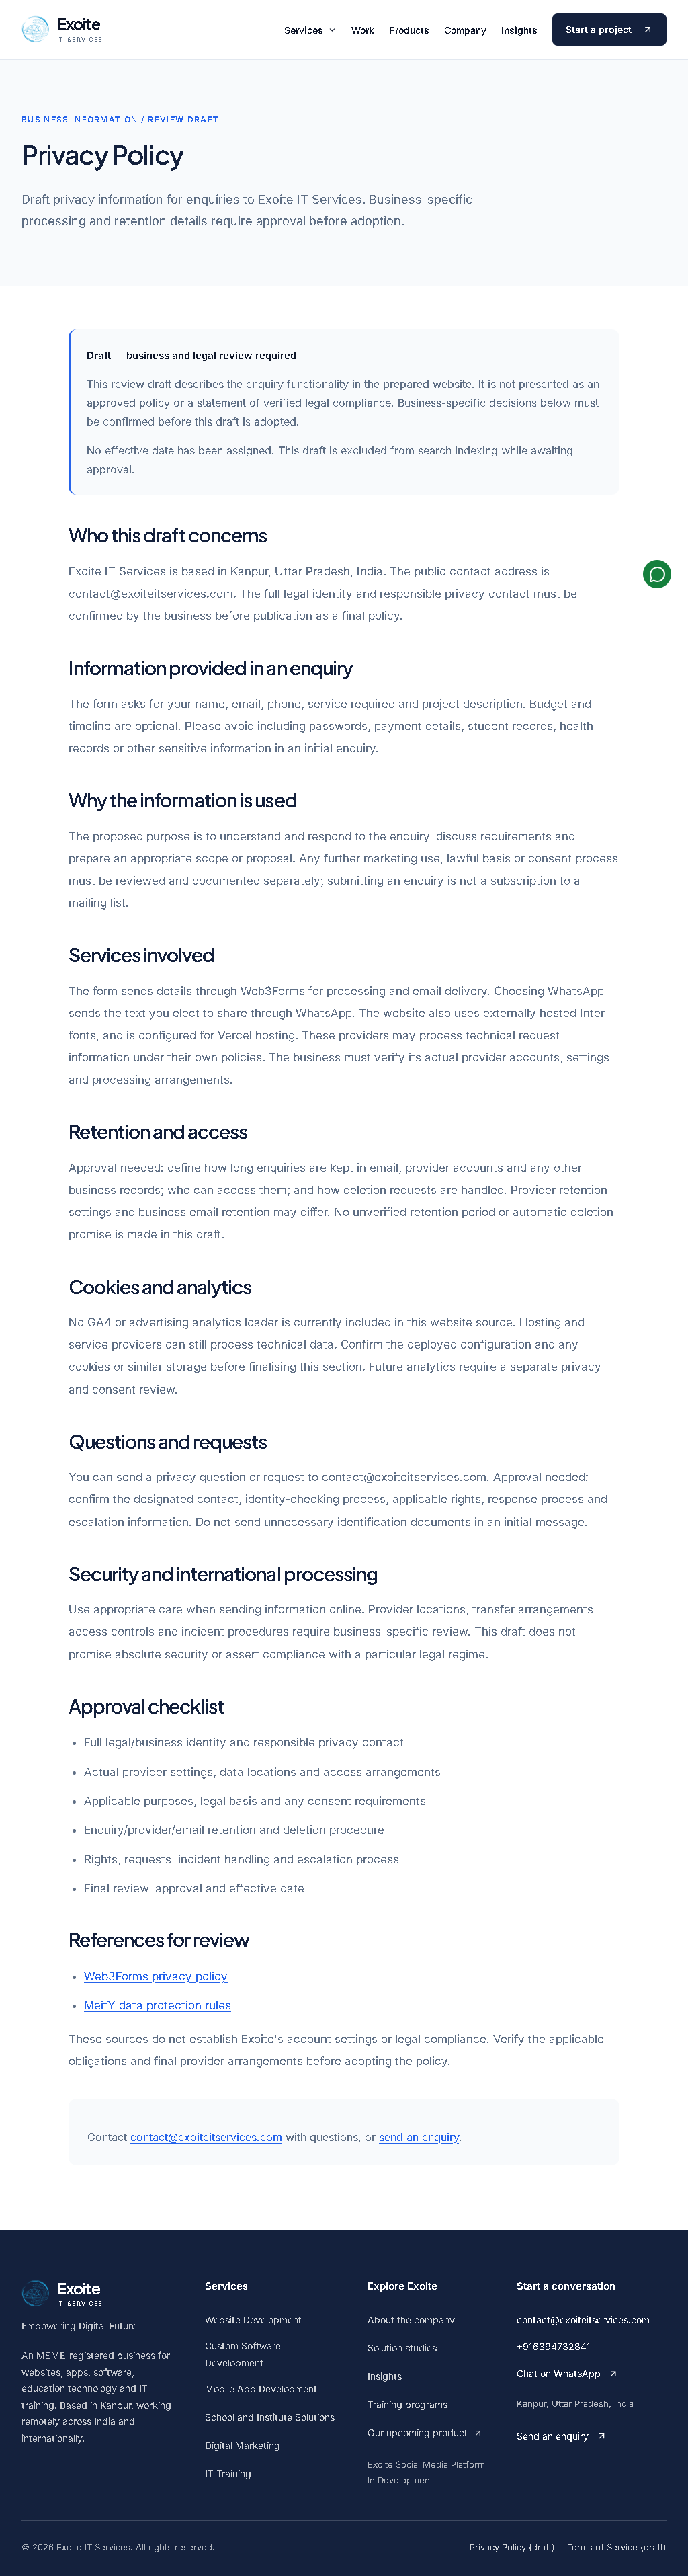 Exoite
IT SERVICES
Services
Work
Products
Company
Insights
Start a project
BUSINESS INFORMATION / REVIEW DRAFT
Privacy Policy
Draft privacy information for enquiries to Exoite IT Services. Business-specific
processing and retention details require approval before adoption.
Draft — business and legal review required
This review draft describes the enquiry functionality in the prepared website. It is not presented as an
approved policy or a statement of verified legal compliance. Business-specific decisions below must
be confirmed before this draft is adopted.
No effective date has been assigned. This draft is excluded from search indexing while awaiting
approval.
Who this draft concerns
Exoite IT Services is based in Kanpur, Uttar Pradesh, India. The public contact address is
contact@exoiteitservices.com. The full legal identity and responsible privacy contact must be
confirmed by the business before publication as a final policy.
Information provided in an enquiry
The form asks for your name, email, phone, service required and project description. Budget and
timeline are optional. Please avoid including passwords, payment details, student records, health
records or other sensitive information in an initial enquiry.
Why the information is used
The proposed purpose is to understand and respond to the enquiry, discuss requirements and
prepare an appropriate scope or proposal. Any further marketing use, lawful basis or consent process
must be reviewed and documented separately; submitting an enquiry is not a subscription to a
mailing list.
Services involved
The form sends details through Web3Forms for processing and email delivery. Choosing WhatsApp
sends the text you elect to share through WhatsApp. The website also uses externally hosted Inter
fonts, and is configured for Vercel hosting. These providers may process technical request
information under their own policies. The business must verify its actual provider accounts, settings
and processing arrangements.
Retention and access
Approval needed: define how long enquiries are kept in email, provider accounts and any other
business records; who can access them; and how deletion requests are handled. Provider retention
settings and business email retention may differ. No unverified retention period or automatic deletion
promise is made in this draft.
Cookies and analytics
No GA4 or advertising analytics loader is currently included in this website source. Hosting and
service providers can still process technical data. Confirm the deployed configuration and any
cookies or similar storage before finalising this section. Future analytics require a separate privacy
and consent review.
Questions and requests
You can send a privacy question or request to contact@exoiteitservices.com. Approval needed:
confirm the designated contact, identity-checking process, applicable rights, response process and
escalation information. Do not send unnecessary identification documents in an initial message.
Security and international processing
Use appropriate care when sending information online. Provider locations, transfer arrangements,
access controls and incident procedures require business-specific review. This draft does not
promise absolute security or assert compliance with a particular legal regime.
Approval checklist
• Full legal/business identity and responsible privacy contact
• Actual provider settings, data locations and access arrangements
• Applicable purposes, legal basis and any consent requirements
• Enquiry/provider/email retention and deletion procedure
• Rights, requests, incident handling and escalation process
• Final review, approval and effective date
References for review
• Web3Forms privacy policy
• MeitY data protection rules
These sources do not establish Exoite's account settings or legal compliance. Verify the applicable
obligations and final provider arrangements before adopting the policy.
Contact contact@exoiteitservices.com with questions, or send an enquiry.
Exoite
IT SERVICES
Empowering Digital Future
An MSME-registered business for
websites, apps, software,
education technology and IT
training. Based in Kanpur, working
remotely across India and
internationally.
Services
Website Development
Custom Software
Development
Mobile App Development
School and Institute Solutions
Digital Marketing
IT Training
Explore Exoite
About the company
Solution studies
Insights
Training programs
Our upcoming product
Exoite Social Media Platform
In Development
Start a conversation
contact@exoiteitservices.com
+916394732841
Chat on WhatsApp
Kanpur, Uttar Pradesh, India
Send an enquiry
© 2026 Exoite IT Services. All rights reserved.
Privacy Policy (draft)
Terms of Service (draft)